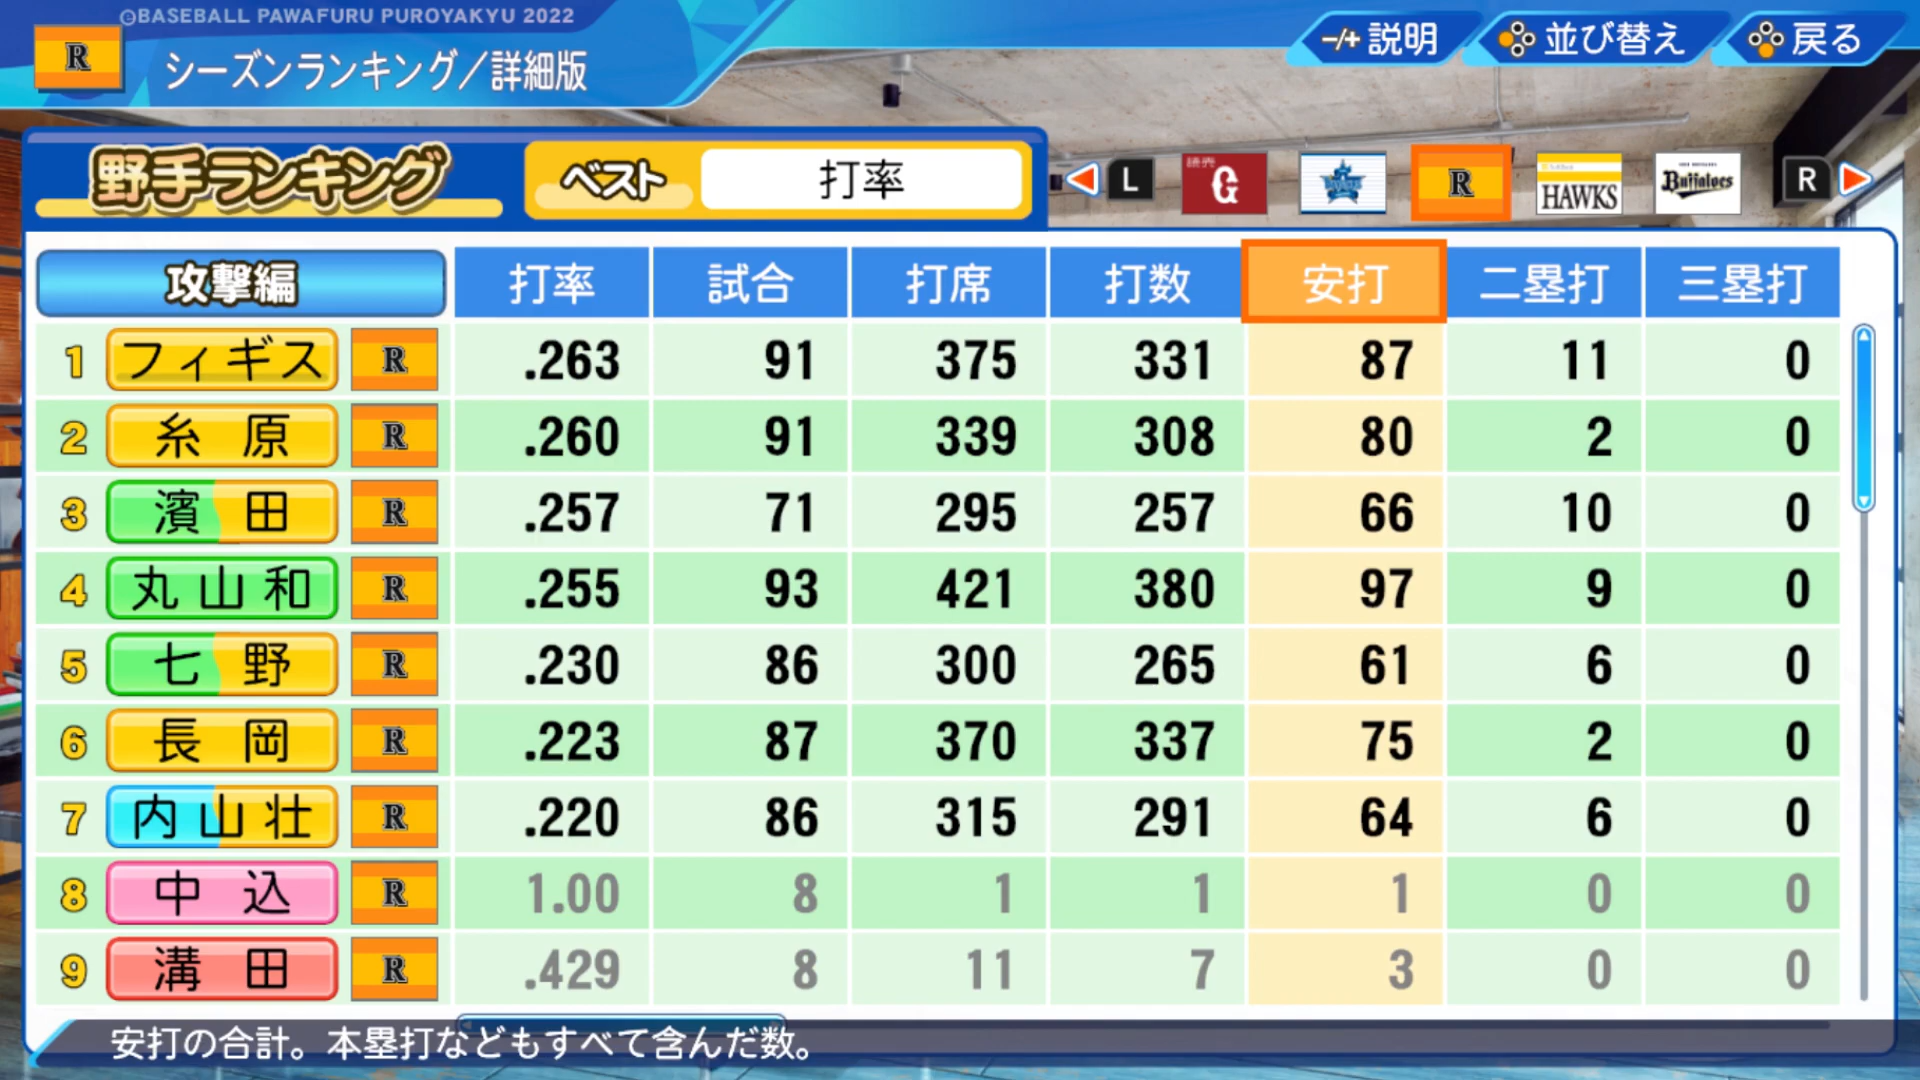 ©BASEBALL PAWAFURU PUROYAKYU 2022
R シーズンランキング／詳細版
-/+ 説明 並び替え 戻る
野手ランキング ベスト 打率 L 読売 G R HAWKS Buffaloes R
攻撃編 打率 試合 打席 打数 安打 二塁打 三塁打
1 フィギス R .263 91 375 331 87 11 0
2 糸原 R .260 91 339 308 80 2 0
3 濱田 R .257 71 295 257 66 10 0
4 丸山和 R .255 93 421 380 97 9 0
5 七野 R .230 86 300 265 61 6 0
6 長岡 R .223 87 370 337 75 2 0
7 内山壮 R .220 86 315 291 64 6 0
8 中込 R 1.00 8 1 1 1 0 0
9 溝田 R .429 8 11 7 3 0 0
安打の合計。本塁打などもすべて含んだ数。